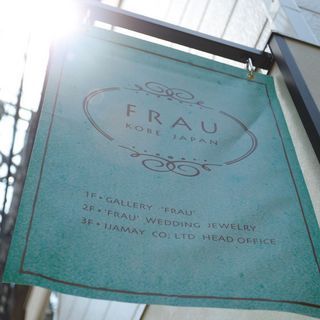 FRAU
KOBE JAPAN
1F • GALLERY 'FRAU'
2F • 'FRAU' WEDDING JEWELRY
3F • IJAMAY CO; LTD HEAD OFFICE